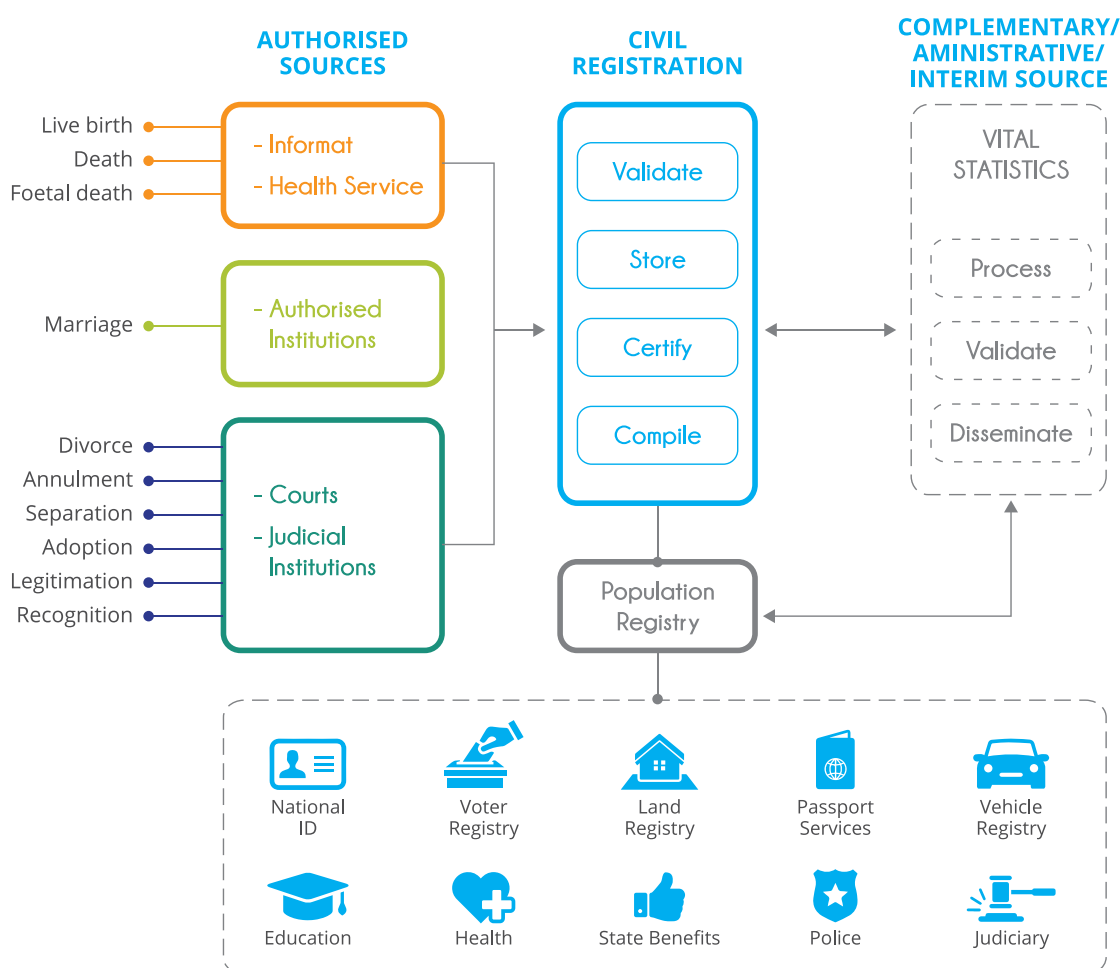 AUTHORISED
SOURCES
CIVIL
REGISTRATION
COMPLEMENTARY/
AMINISTRATIVE/
INTERIM SOURCE
Live birth
Death
Foetal death
- Informat
- Health Service
Marriage
- Authorised
Institutions
Divorce
Annulment
Separation
Adoption
Legitimation
Recognition
- Courts
- Judicial
Institutions
Validate
Store
Certify
Compile
VITAL
STATISTICS
Process
Validate
Disseminate
Population
Registry
National
ID
Voter
Registry
Land
Registry
Passport
Services
Vehicle
Registry
Education
Health
State Benefits
Police
Judiciary